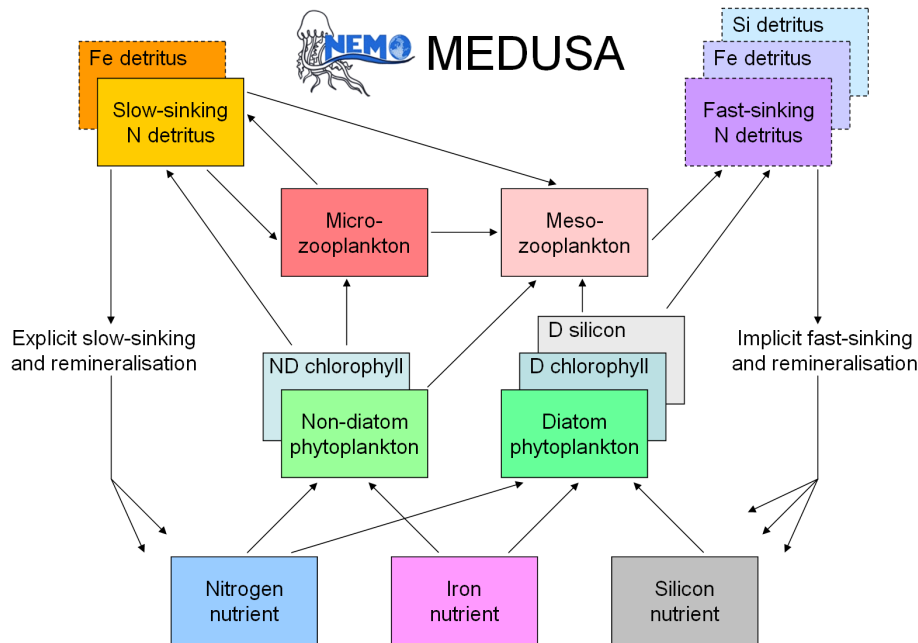 NEMO
MEDUSA
Si detritus
Fe detritus
Fe detritus
Slow-sinking
N detritus
Fast-sinking
N detritus
Micro-
zooplankton
Meso-
zooplankton
Explicit slow-sinking
and remineralisation
D silicon
Implicit fast-sinking
and remineralisation
ND chlorophyll
D chlorophyll
Non-diatom
phytoplankton
Diatom
phytoplankton
Nitrogen
nutrient
Iron
nutrient
Silicon
nutrient